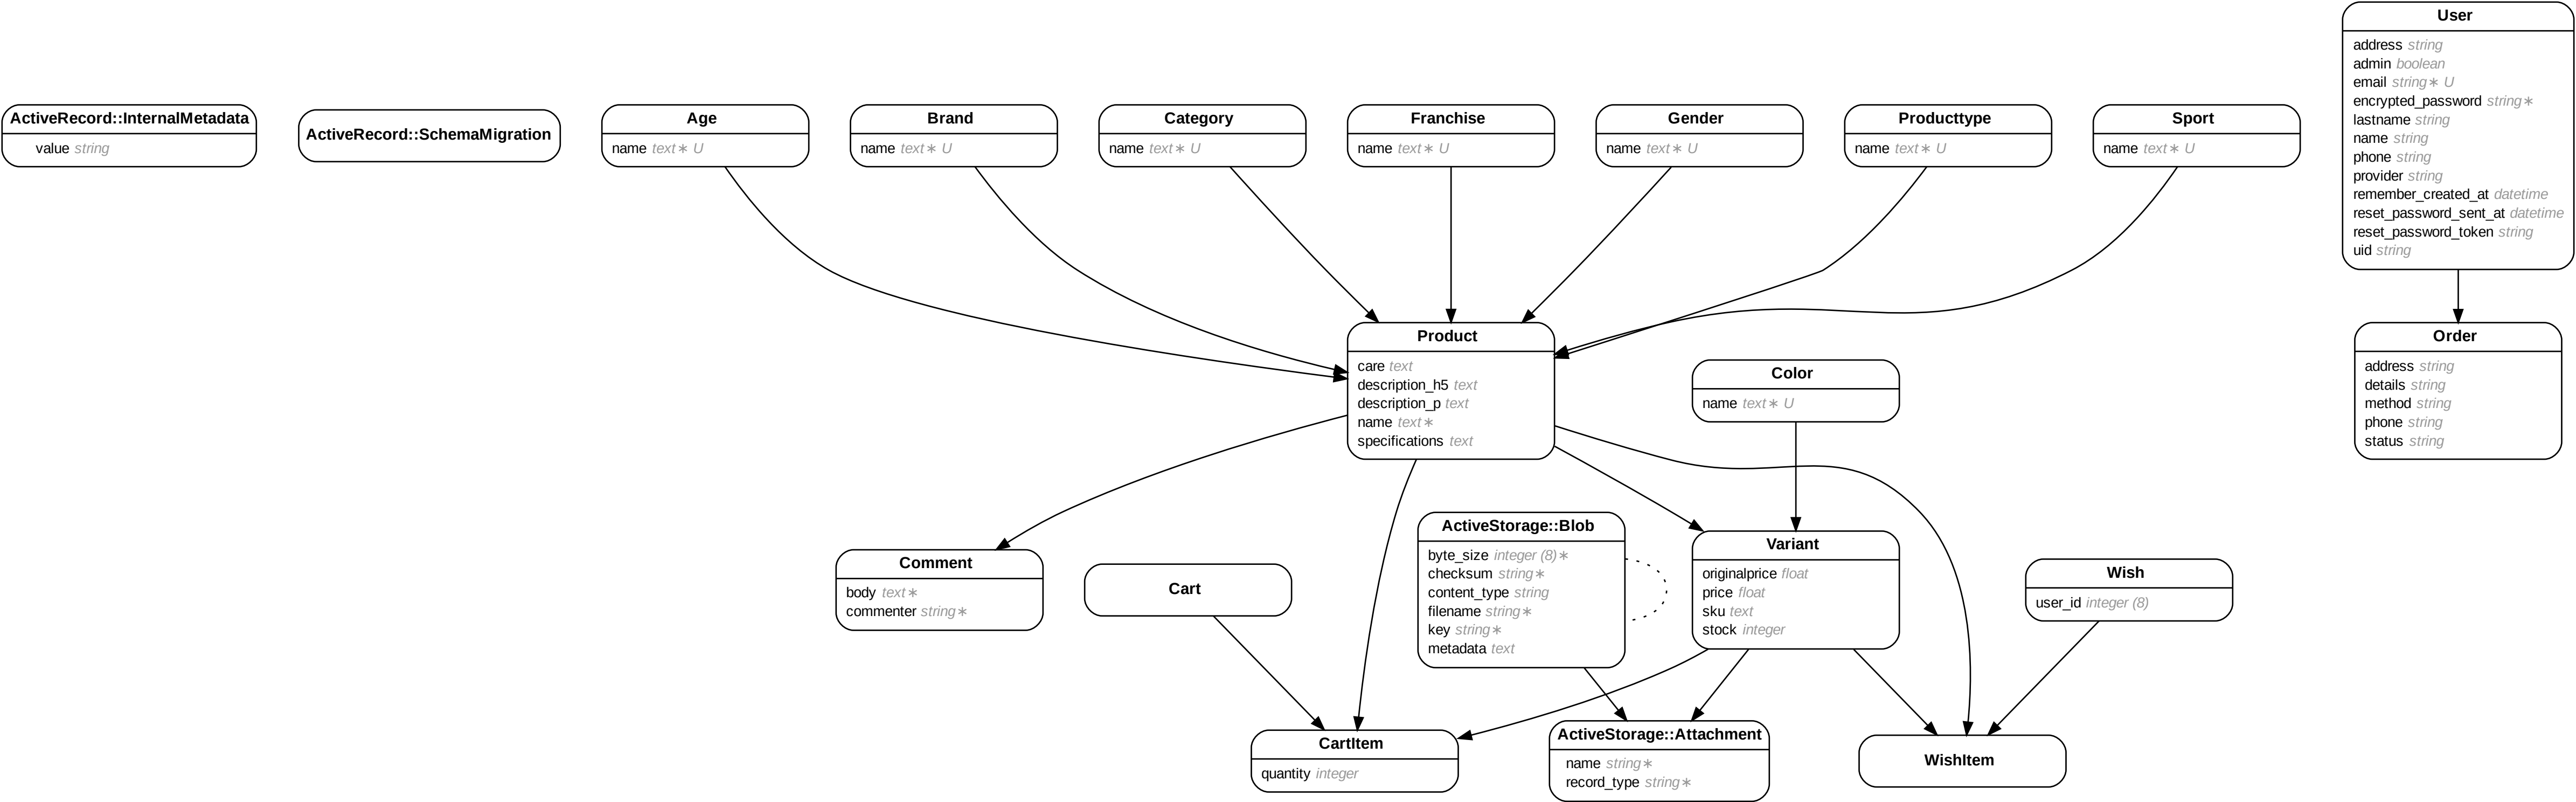 User
address string
admin boolean
email string∗ U
encrypted_password string∗
lastname string
name string
phone string
provider string
remember_created_at datetime
reset_password_sent_at datetime
reset_password_token string
uid string
ActiveRecord::InternalMetadata
value string
ActiveRecord::SchemaMigration
Age
name text∗ U
Brand
name text∗ U
Category
name text∗ U
Franchise
name text∗ U
Gender
name text∗ U
Producttype
name text∗ U
Sport
name text∗ U
Product
care text
description_h5 text
description_p text
name text∗
specifications text
Color
name text∗ U
Order
address string
details string
method string
phone string
status string
Comment
body text∗
commenter string∗
Cart
ActiveStorage::Blob
byte_size integer (8)∗
checksum string∗
content_type string
filename string∗
key string∗
metadata text
Variant
originalprice float
price float
sku text
stock integer
Wish
user_id integer (8)
CartItem
quantity integer
ActiveStorage::Attachment
name string∗
record_type string∗
WishItem